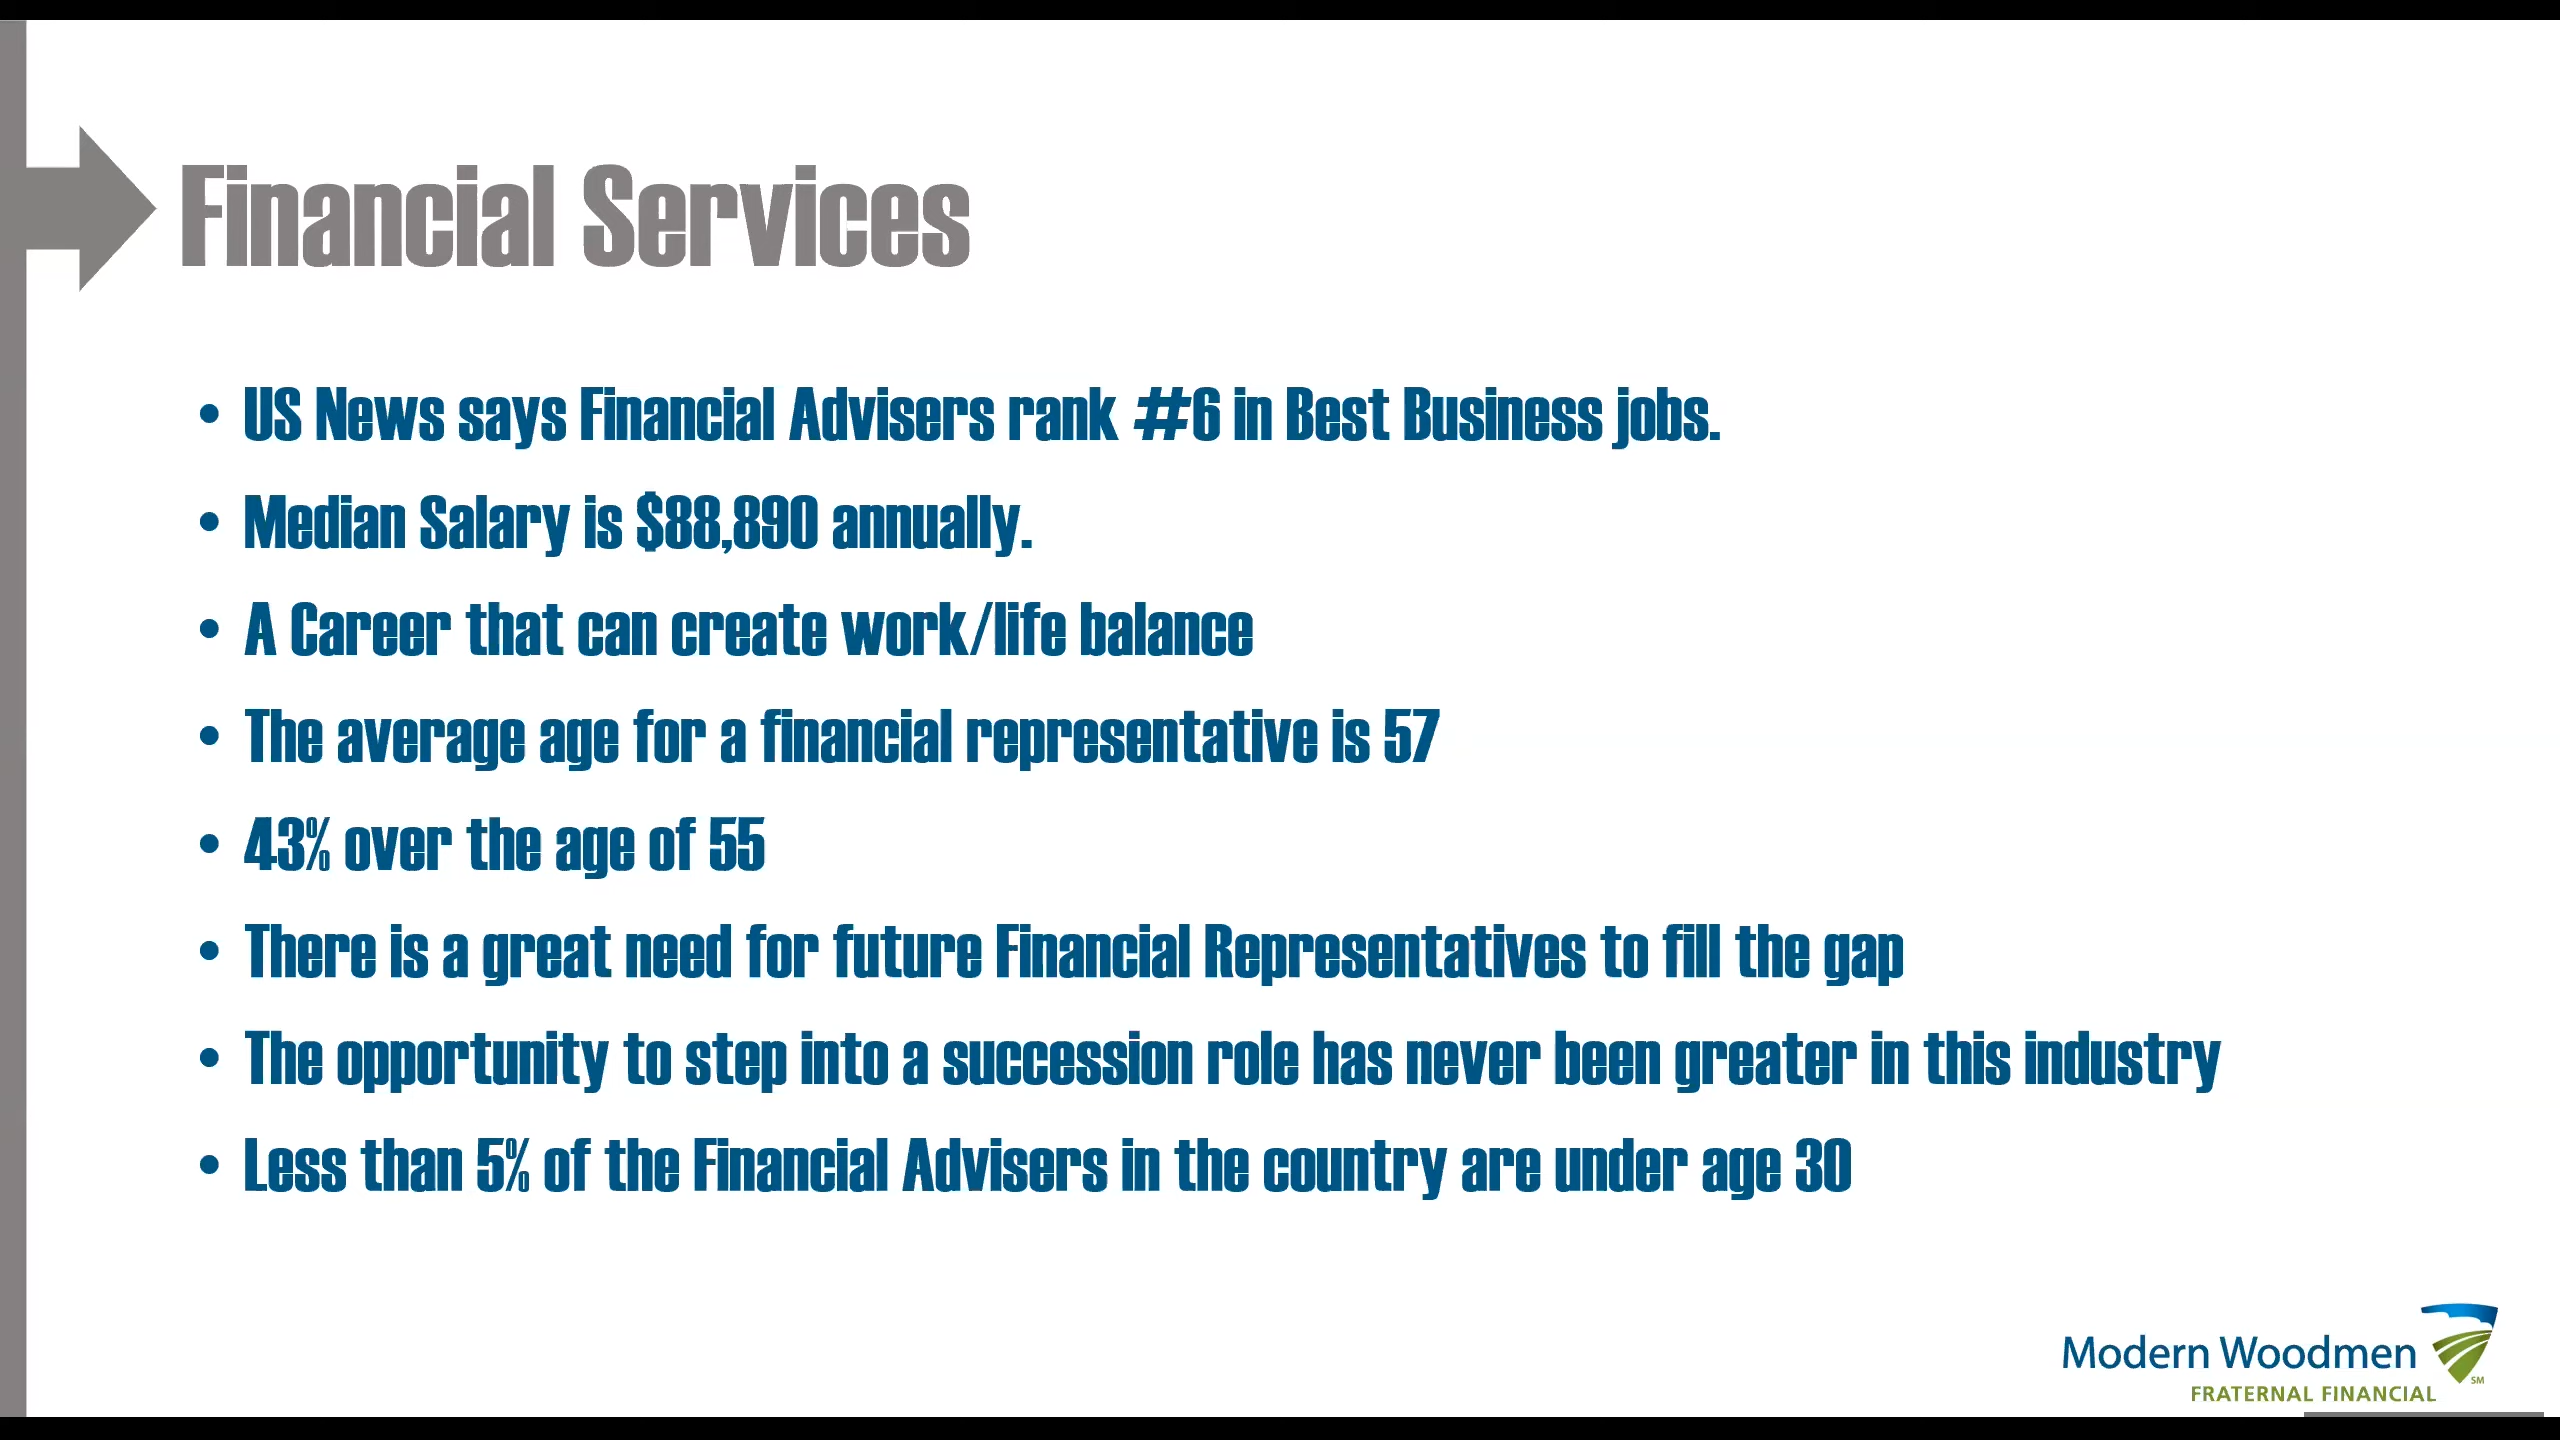 Financial Services
• US News says Financial Advisers rank #6 in Best Business jobs.
• Median Salary is $88,890 annually.
• A Career that can create work/life balance
• The average age for a financial representative is 57
• 43% over the age of 55
• There is a great need for future Financial Representatives to fill the gap
• The opportunity to step into a succession role has never been greater in this industry
• Less than 5% of the Financial Advisers in the country are under age 30
Modern Woodmen
SM
FRATERNAL FINANCIAL